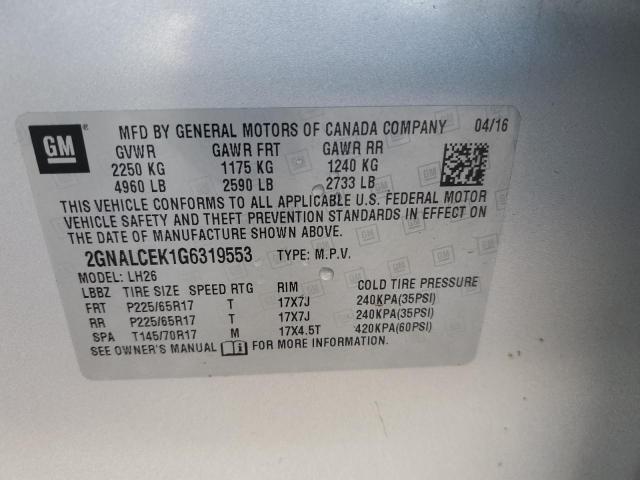 GM ® MFD BY GENERAL MOTORS OF CANADA COMPANY 04/16
GVWR GAWR FRT GAWR RR
2250 KG 1175 KG 1240 KG
4960 LB 2590 LB 2733 LB
THIS VEHICLE CONFORMS TO ALL APPLICABLE U.S. FEDERAL MOTOR
VEHICLE SAFETY AND THEFT PREVENTION STANDARDS IN EFFECT ON
THE DATE OF MANUFACTURE SHOWN ABOVE.
2GNALCEK1G6319553 TYPE: M.P.V.
MODEL: LH26
LBBZ TIRE SIZE SPEED RTG RIM COLD TIRE PRESSURE
FRT P225/65R17 T 17X7J 240KPA(35PSI)
RR P225/65R17 T 17X7J 240KPA(35PSI)
SPA T145/70R17 M 17X4.5T 420KPA(60PSI)
SEE OWNER'S MANUAL FOR MORE INFORMATION